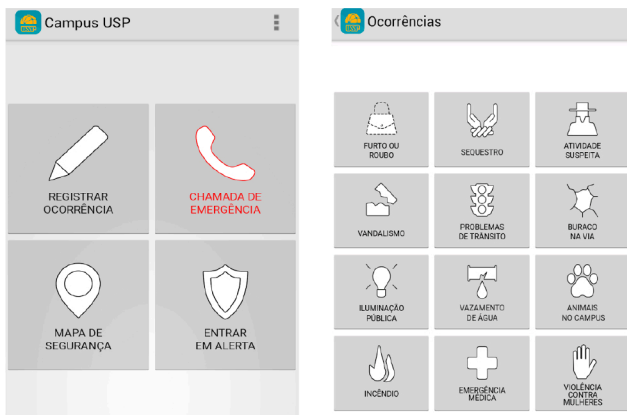 Campus USP
REGISTRAR
OCORRÊNCIA
CHAMADA DE
EMERGÊNCIA
MAPA DE
SEGURANÇA
ENTRAR
EM ALERTA
Ocorrências
FURTO OU
ROUBO
SEQUESTRO
ATIVIDADE
SUSPEITA
VANDALISMO
PROBLEMAS
DE TRÂNSITO
BURACO
NA VIA
ILUMINAÇÃO
PÚBLICA
VAZAMENTO
DE ÁGUA
ANIMAIS
NO CAMPUS
INCÊNDIO
EMERGÊNCIA
MÉDICA
VIOLÊNCIA
CONTRA
MULHERES